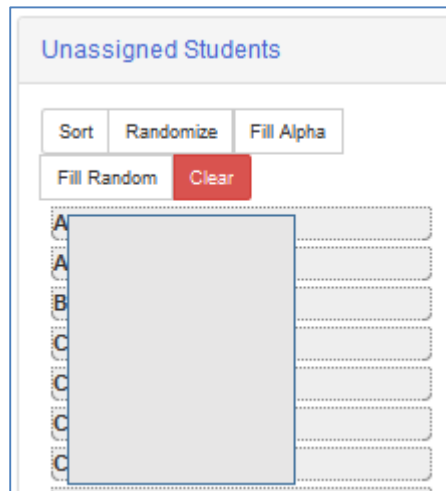 Unassigned Students
Sort Randomize Fill Alpha
Fill Random Clear
A
A
B
C
C
C
C